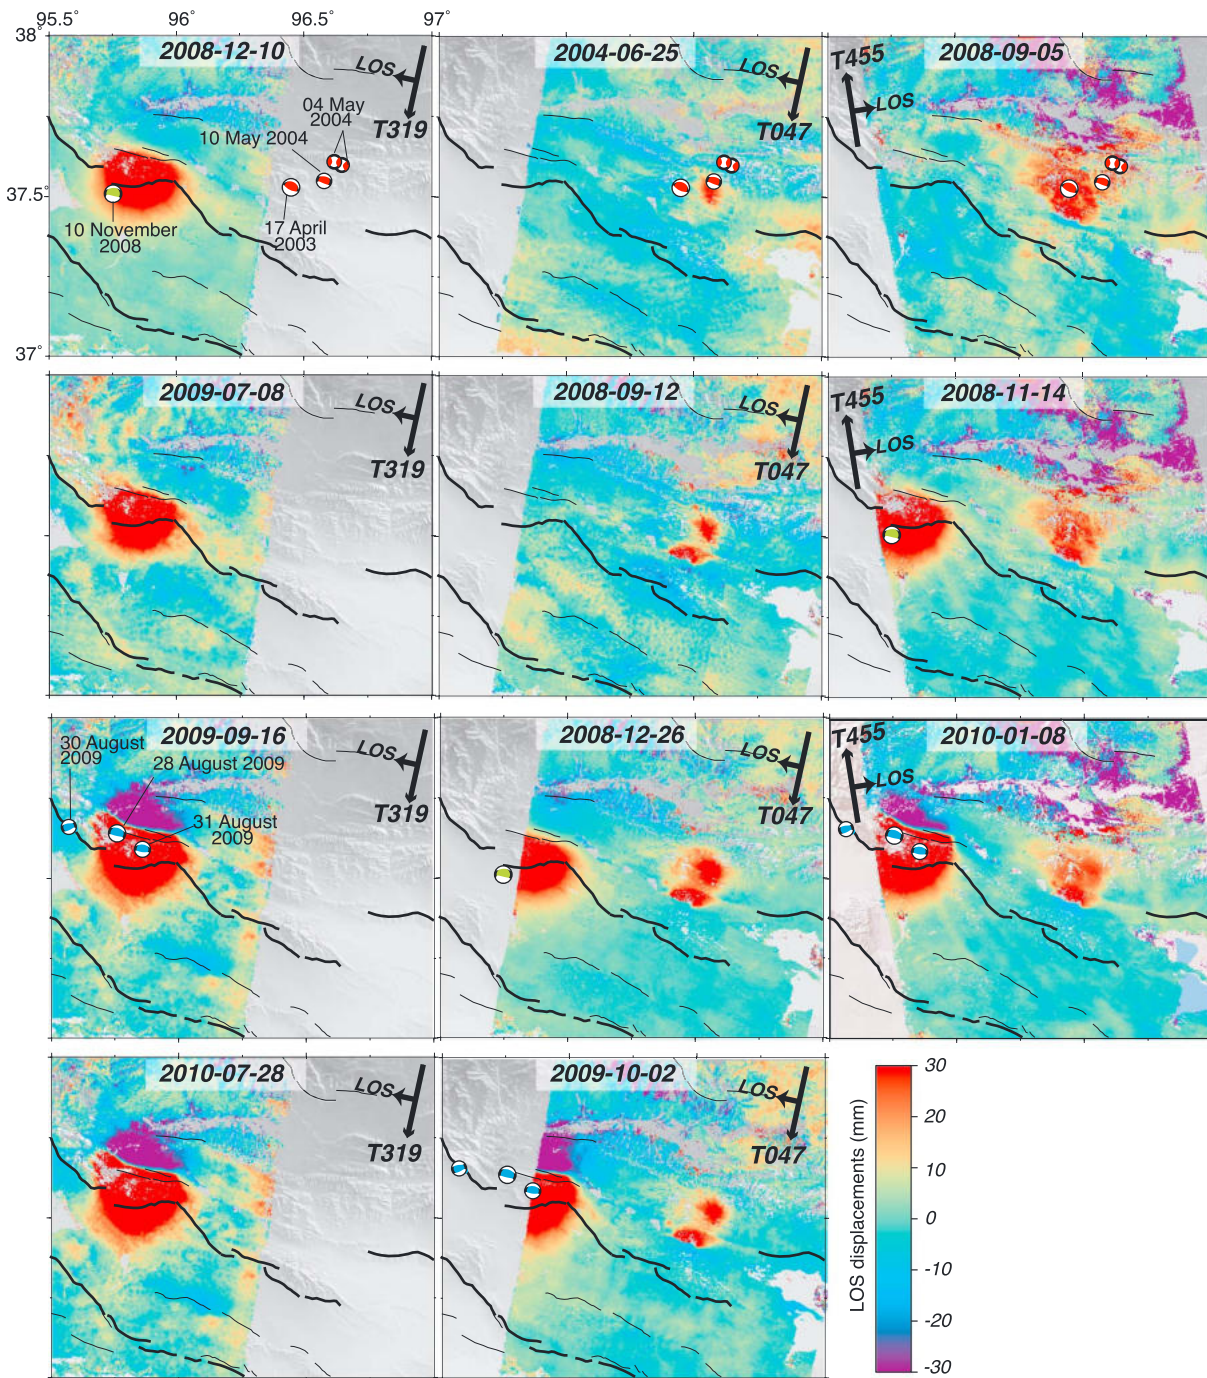 95.5°
96°
96.5°
97°
38°
37.5°
37°
2008-12-10
LOS
T319
04 May
2004
10 May 2004
17 April
2003
10 November
2008
2004-06-25
LOS
T047
2008-09-05
T455
LOS
2009-07-08
LOS
T319
2008-09-12
LOS
T047
2008-11-14
T455
LOS
2009-09-16
LOS
T319
30 August
2009
28 August 2009
31 August
2009
2008-12-26
LOS
T047
2010-01-08
T455
LOS
2010-07-28
LOS
T319
2009-10-02
LOS
T047
LOS displacements (mm)
30
20
10
0
-10
-20
-30